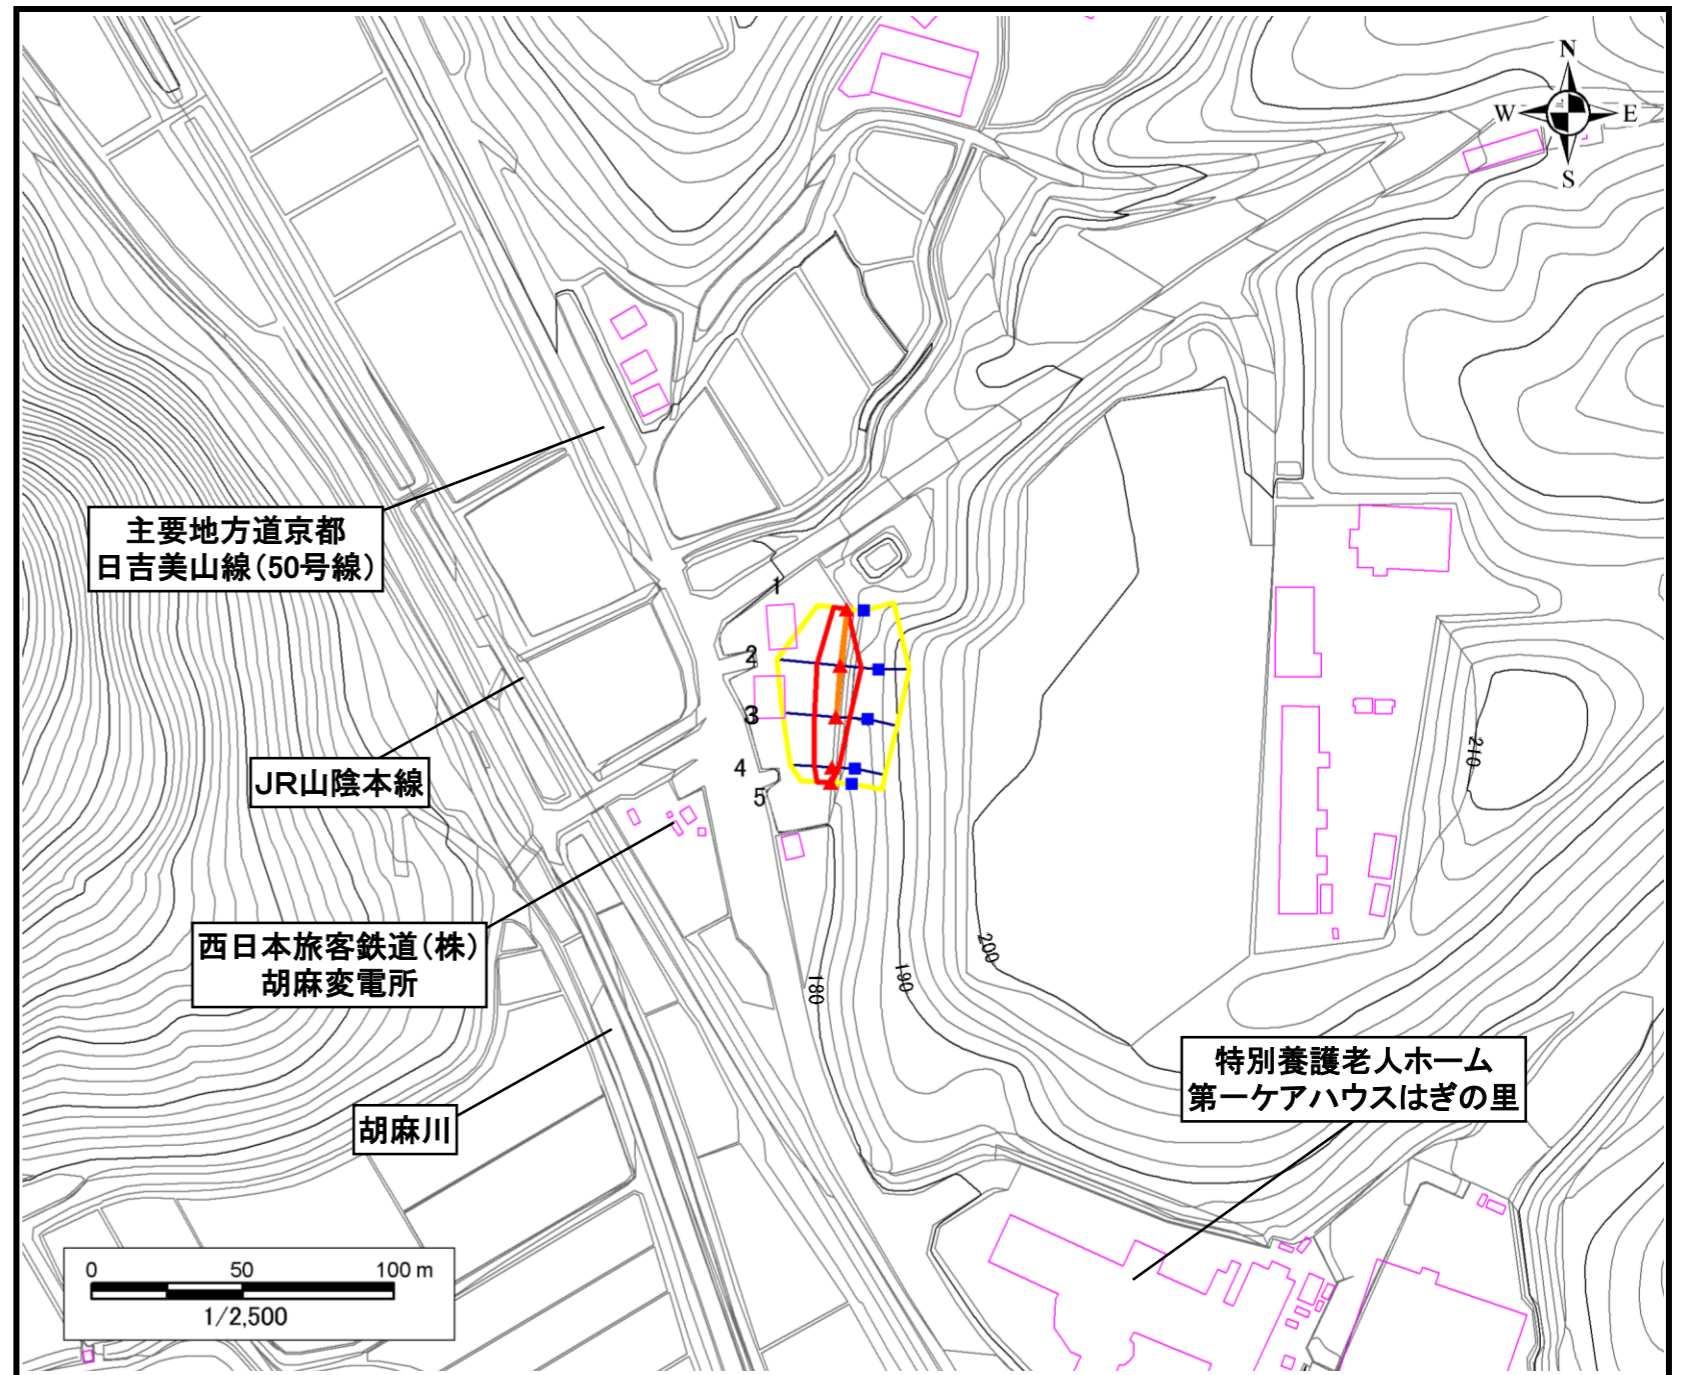 N
W
E
S
主要地方道京都
日吉美山線(50号線)
1
2
3
4
5
JR山陰本線
210
西日本旅客鉄道(株)
胡麻変電所
200
190
180
特別養護老人ホーム
第一ケアハウスはぎの里
胡麻川
0 50 100 m
1/2,500